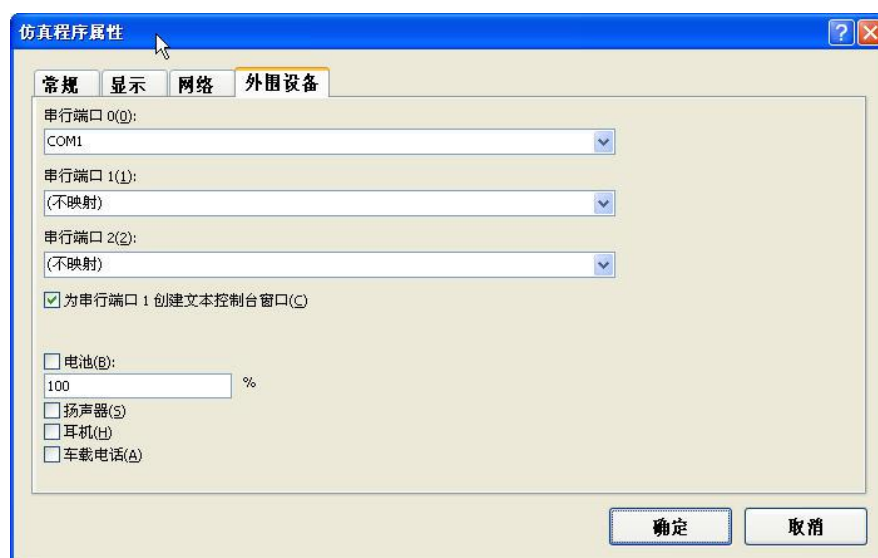 仿真程序属性
常规 显示 网络 外围设备
串行端口 0(0):
COM1
串行端口 1(1):
(不映射)
串行端口 2(2):
(不映射)
为串行端口 1 创建文本控制台窗口(C)
电池(B):
100 %
扬声器(S)
耳机(H)
车载电话(A)
确定 取消